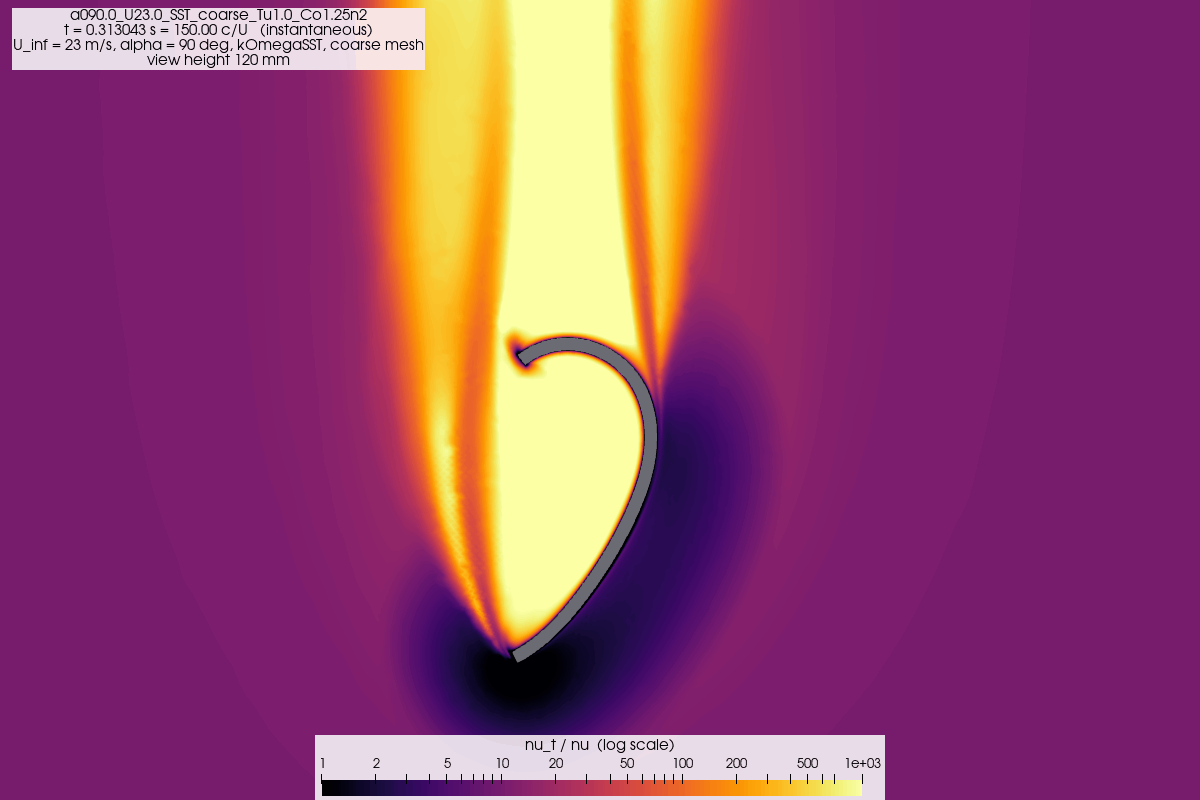 a090.0_U23.0_SST_coarse_Tu1.0_Co1.25n2
t = 0.313043 s = 150.00 c/U (instantaneous)
U_inf = 23 m/s, alpha = 90 deg, kOmegaSST, coarse mesh
view height 120 mm
nu_t / nu (log scale)
1 2 5 10 20 50 100 200 500 1e+03